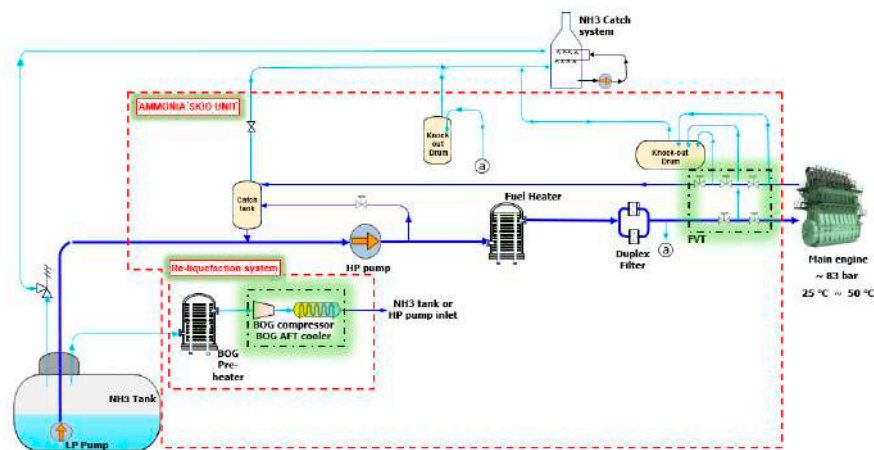 NH3 Catch
system
AMMONIA SKID UNIT
Knock-
out
Drum
a
Knock-out
Drum
Catch
tank
Fuel Heater
HP pump
Duplex
Filter
a
FVT
Main engine
~ 83 bar
25 °C ~ 50 °C
Re-liquefaction system
BOG compressor
BOG AFT cooler
NH3 tank or
HP pump inlet
BOG
Pre-
heater
NH3 Tank
LP Pump